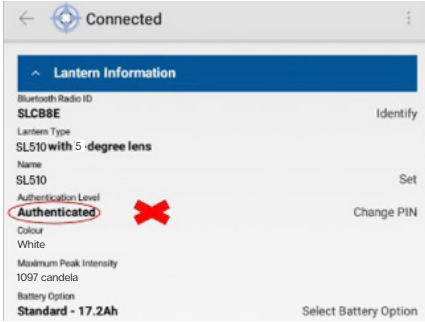 Connected
Lantern Information
Bluetooth Radio ID
SLCB8E Identify
Lantern Type
SL510 with 5 degree lens
Name
SL510 Set
Authentication Level
Authenticated Change PIN
Colour
White
Maximum Peak Intensity
1097 candela
Battery Option
Standard - 17.2Ah Select Battery Option